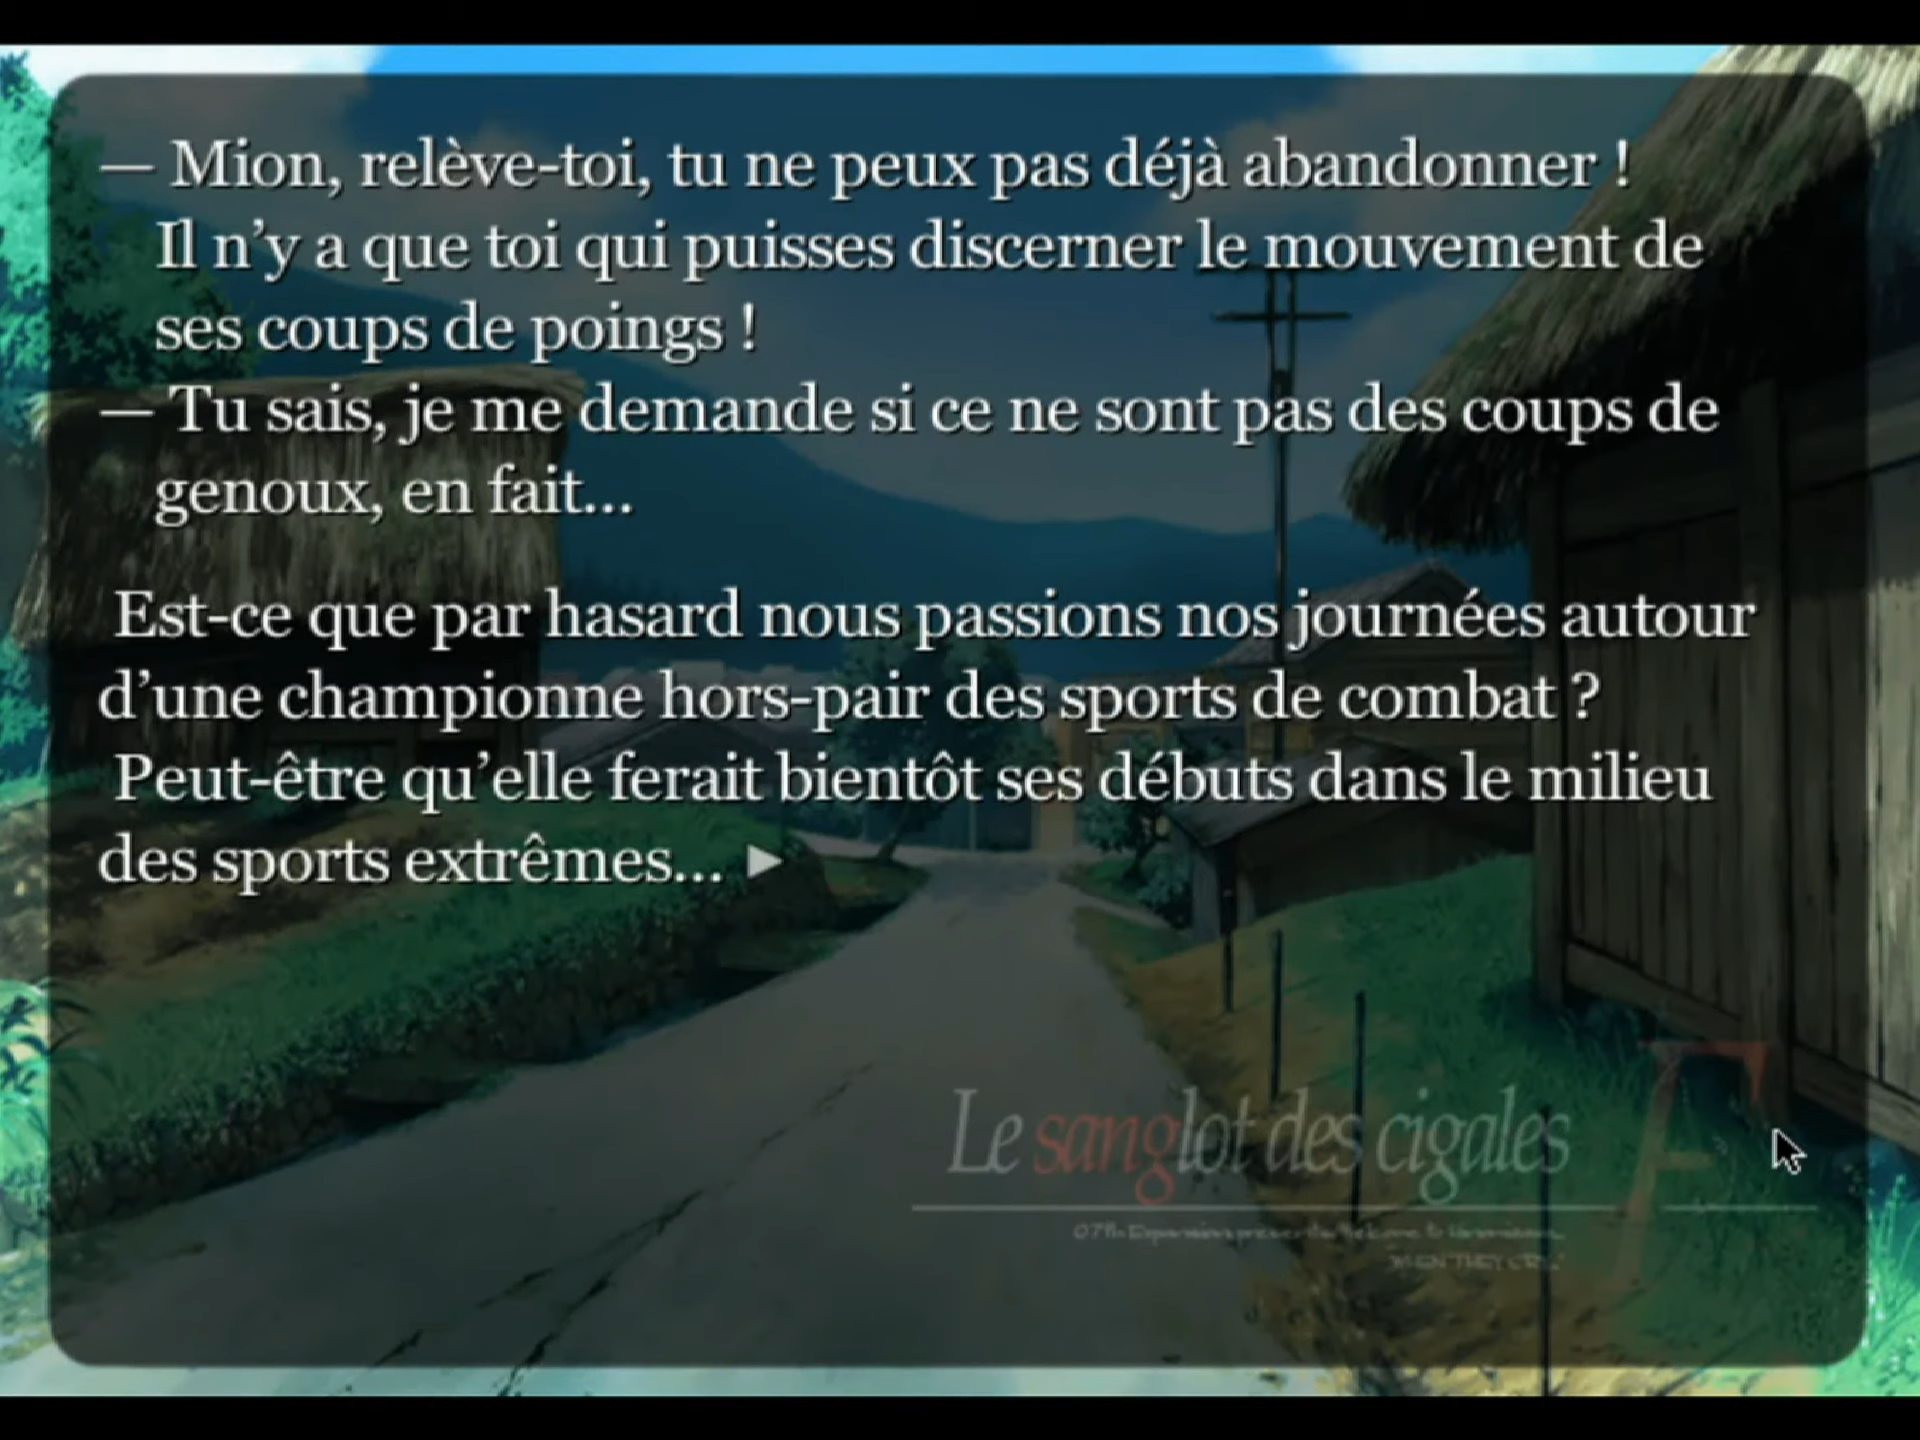 — Mion, relève-toi, tu ne peux pas déjà abandonner !
Il n’y a que toi qui puisses discerner le mouvement de
ses coups de poings !
— Tu sais, je me demande si ce ne sont pas des coups de
genoux, en fait...
Est-ce que par hasard nous passions nos journées autour
d’une championne hors-pair des sports de combat ?
Peut-être qu’elle ferait bientôt ses débuts dans le milieu
des sports extrêmes...
Le sanglot des cigales
WHEN THEY CRY